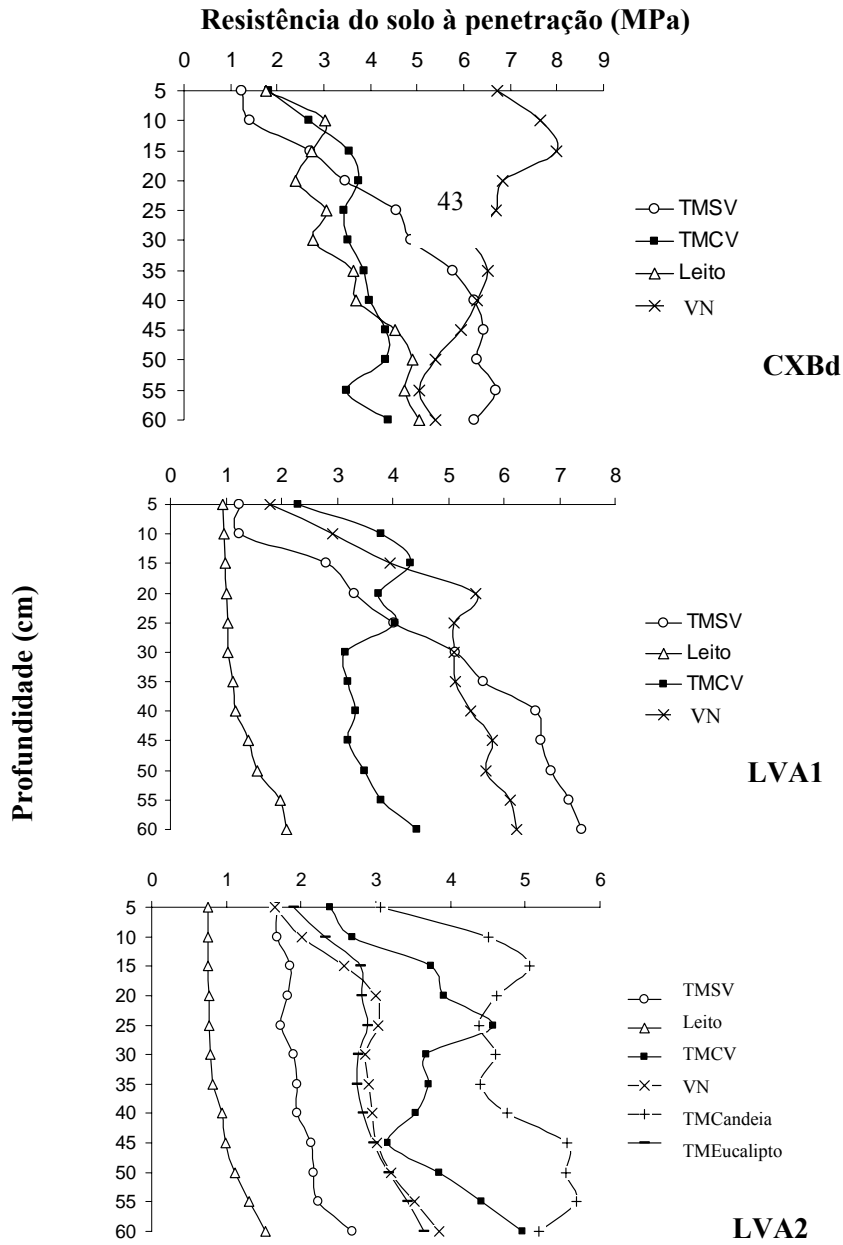 Resistência do solo à penetração (MPa)
0 1 2 3 4 5 6 7 8 9
5
10
15
20
25
30
35
40
45
50
55
60
43
TMSV
TMCV
Leito
VN
CXBd
0 1 2 3 4 5 6 7 8
5
10
15
20
25
30
35
40
45
50
55
60
TMSV
Leito
TMCV
VN
LVA1
Profundidade (cm)
0 1 2 3 4 5 6
5
10
15
20
25
30
35
40
45
50
55
60
TMSV
Leito
TMCV
VN
TMCandeia
TMEucalipto
LVA2